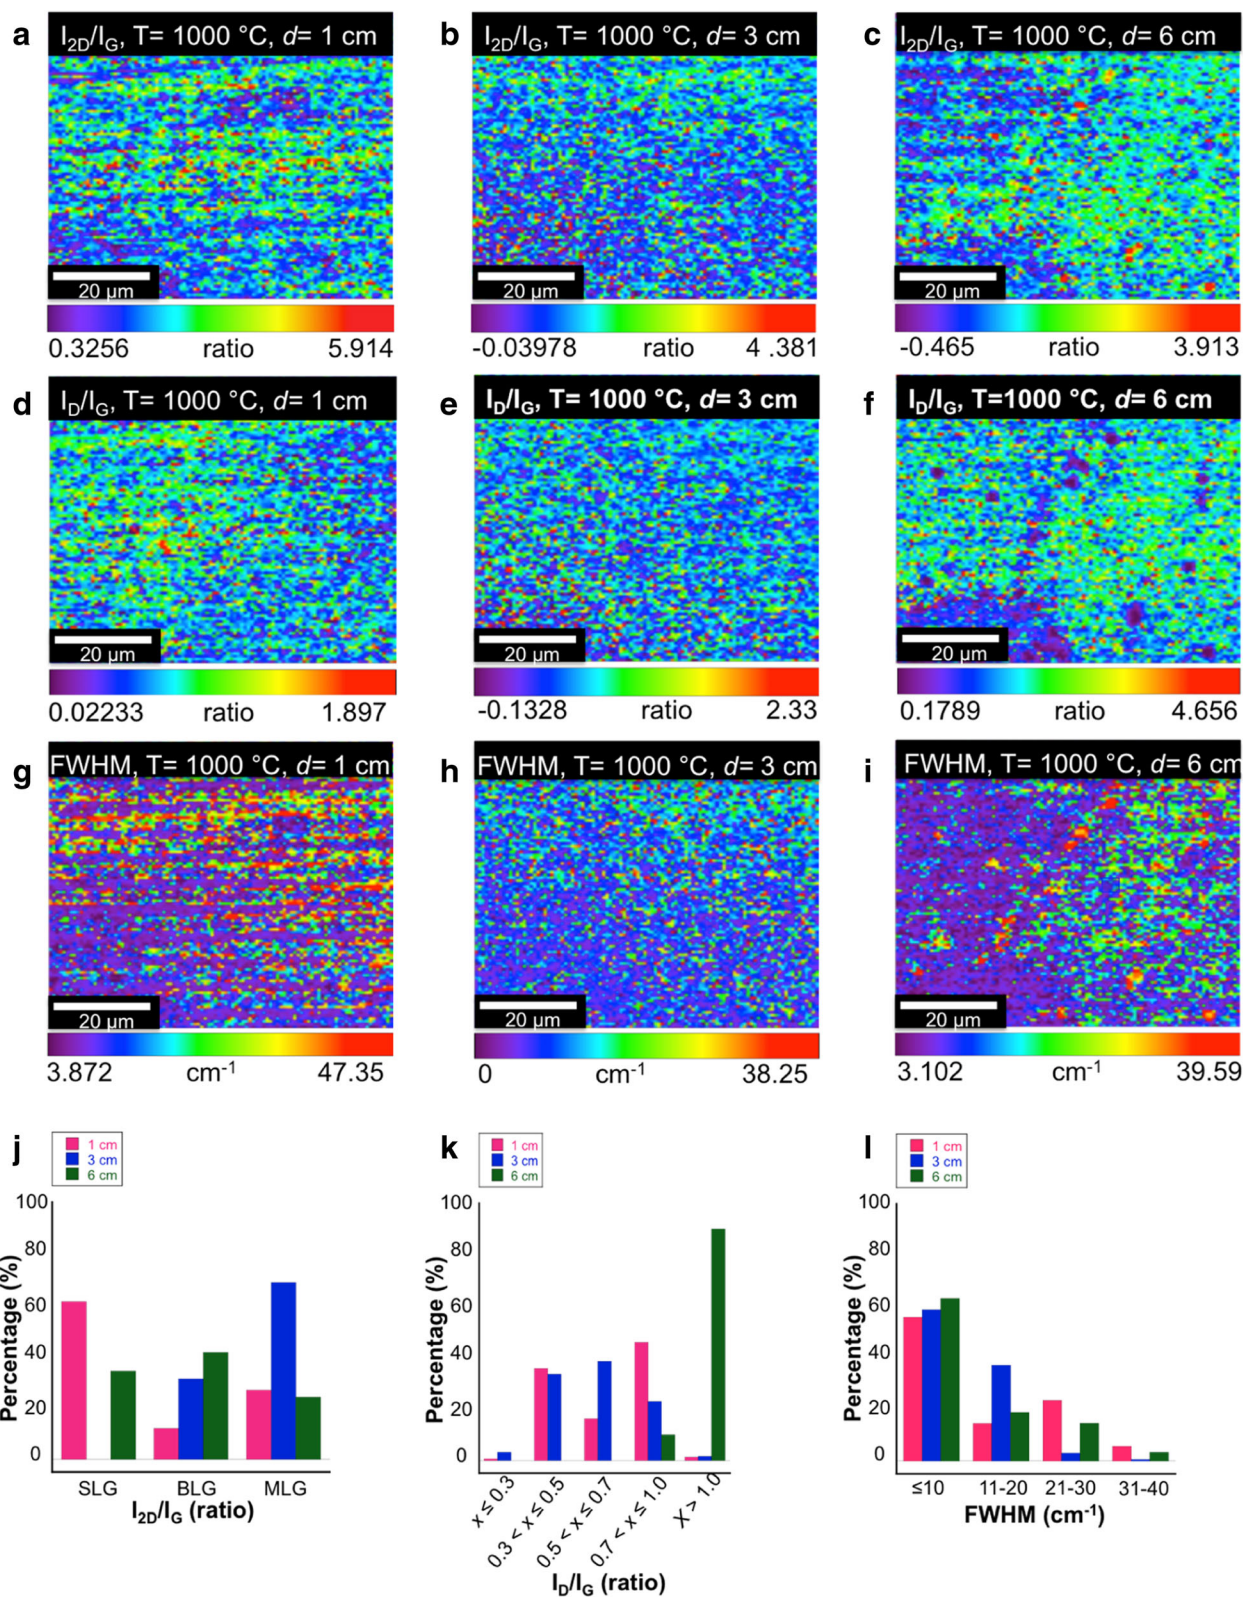 a
I2D/IG, T= 1000 °C, d= 1 cm
20 µm
0.3256 ratio 5.914
b
I2D/IG, T= 1000 °C, d= 3 cm
20 µm
-0.03978 ratio 4 .381
c
I2D/IG, T= 1000 °C, d= 6 cm
20 µm
-0.465 ratio 3.913
d
ID/IG, T= 1000 °C, d= 1 cm
20 µm
0.02233 ratio 1.897
e
ID/IG, T= 1000 °C, d= 3 cm
20 µm
-0.1328 ratio 2.33
f
ID/IG, T=1000 °C, d= 6 cm
20 µm
0.1789 ratio 4.656
g
FWHM, T= 1000 °C, d= 1 cm
20 µm
3.872 cm-1 47.35
h
FWHM, T= 1000 °C, d= 3 cm
20 µm
0 cm-1 38.25
i
FWHM, T= 1000 °C, d= 6 cm
20 µm
3.102 cm-1 39.59
j
1 cm
3 cm
6 cm
Percentage (%)
100
80
60
40
20
0
SLG BLG MLG
I2D/IG (ratio)
k
1 cm
3 cm
6 cm
Percentage (%)
100
80
60
40
20
0
x ≤ 0.3
0.3 < x ≤ 0.5
0.5 < x ≤ 0.7
0.7 < x ≤ 1.0
X > 1.0
ID/IG (ratio)
l
1 cm
3 cm
6 cm
Percentage (%)
100
80
60
40
20
0
≤10 11-20 21-30 31-40
FWHM (cm-1)